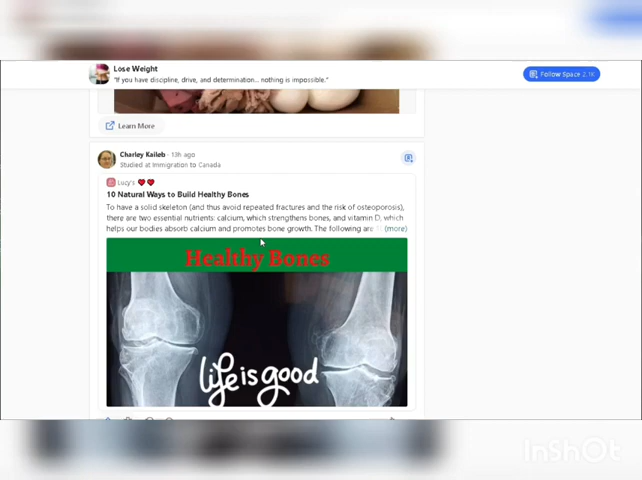 Lose Weight
"If you have discipline, drive, and determination... nothing is impossible."
Follow Space 2.1K
Learn More
Charley Kaileb · 13h ago
Studied at Immigration to Canada
Lucy's ❤❤
10 Natural Ways to Build Healthy Bones
To have a solid skeleton (and thus avoid repeated fractures and the risk of osteoporosis),
there are two essential nutrients: calcium, which strengthens bones, and vitamin D, which
helps our bodies absorb calcium and promotes bone growth. The following are (more)
Healthy Bones
life is good
InShOt